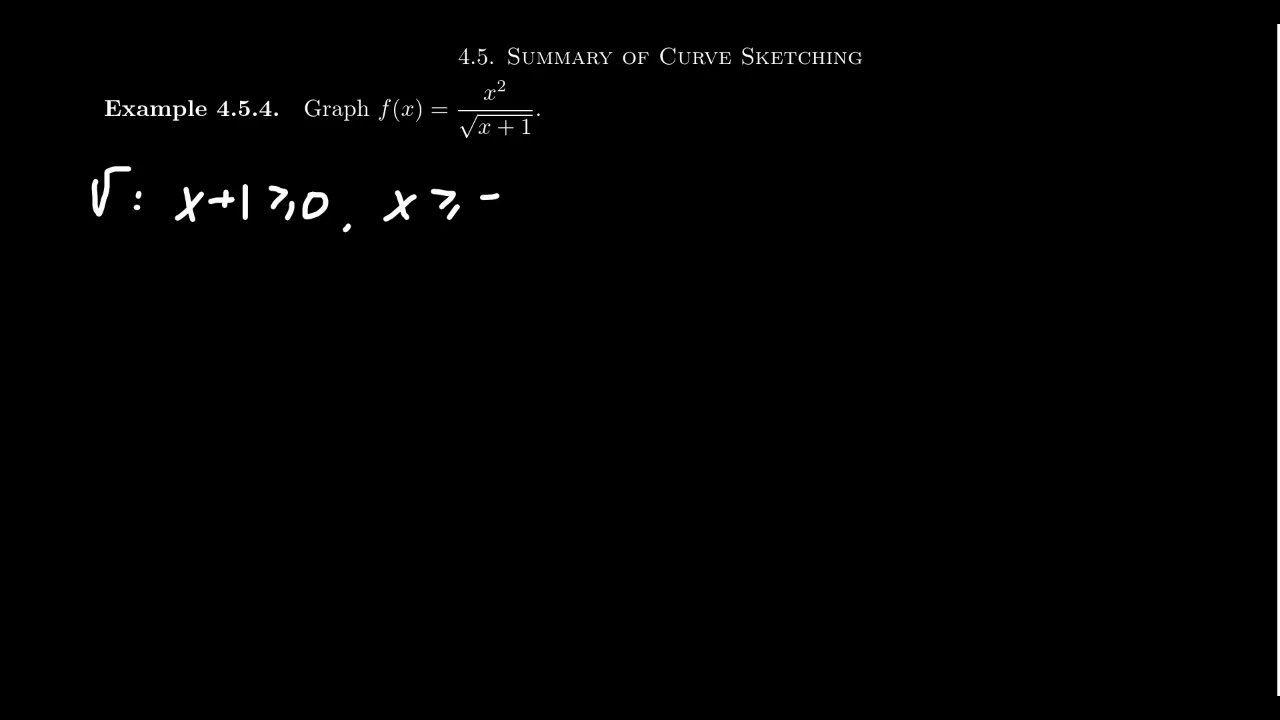 4.5. SUMMARY OF CURVE SKETCHING
Example 4.5.4. Graph f(x) = x²/√(x + 1).
√ : x+1 ⩾ 0 . x ⩾ -